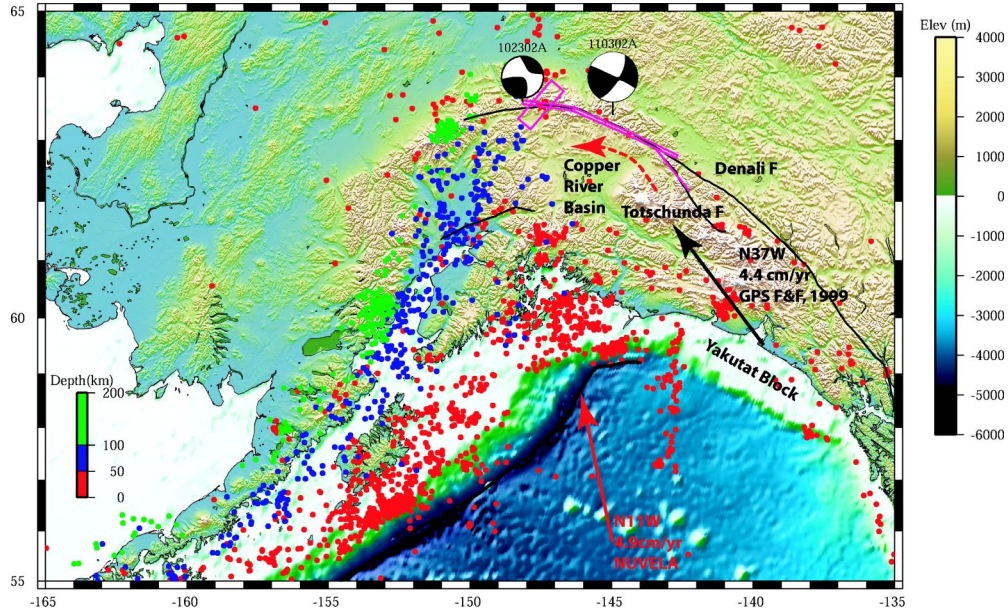 Elev (m)
102302A
110302A
65
60
55
4000
3000
2000
1000
0
-1000
-2000
-3000
-4000
-5000
-6000
Copper
River
Basin
Denali F
Totschunda F
N37W
4.4 cm/yr
GPS F&F, 1999
Yakutat Block
Depth(km)
200
100
50
0
N11W
4.9cm/yr
NUVELA
-165
-160
-155
-150
-145
-140
-135